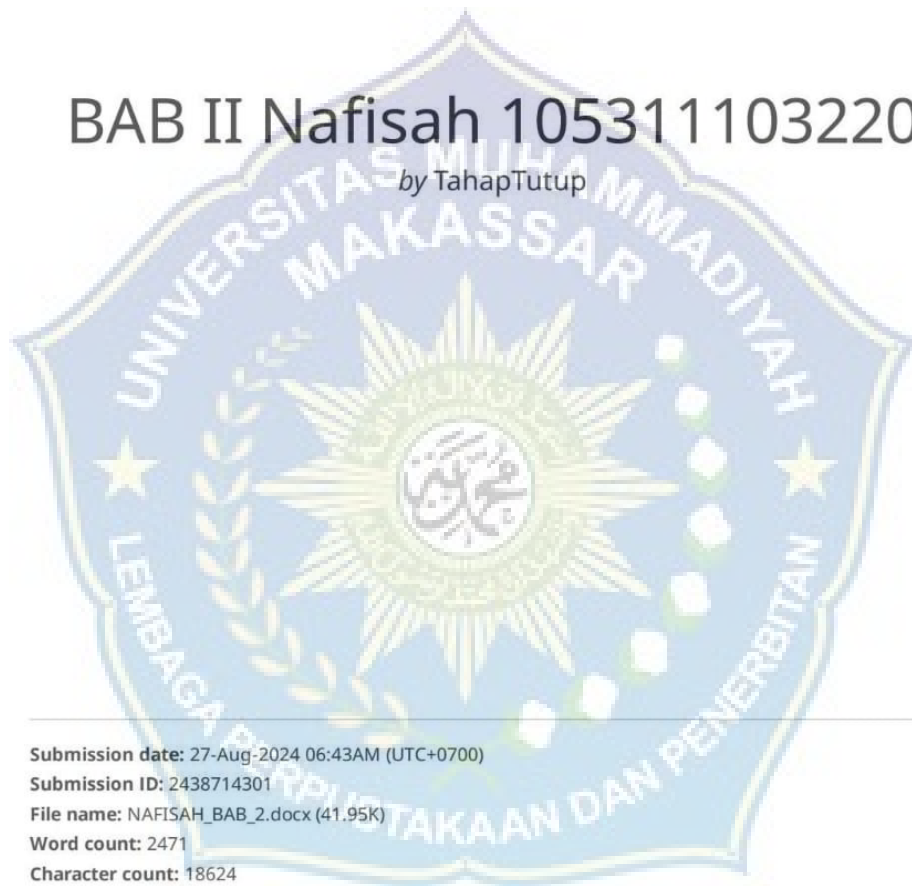 BAB II Nafisah 105311103220
by TahapTutup
UNIVERSITAS MUHAMMADIYAH
MAKASSAR
LEMBAGA PERPUSTAKAAN DAN PENERBITAN
Submission date: 27-Aug-2024 06:43AM (UTC+0700)
Submission ID: 2438714301
File name: NAFISAH_BAB_2.docx (41.95K)
Word count: 2471
Character count: 18624